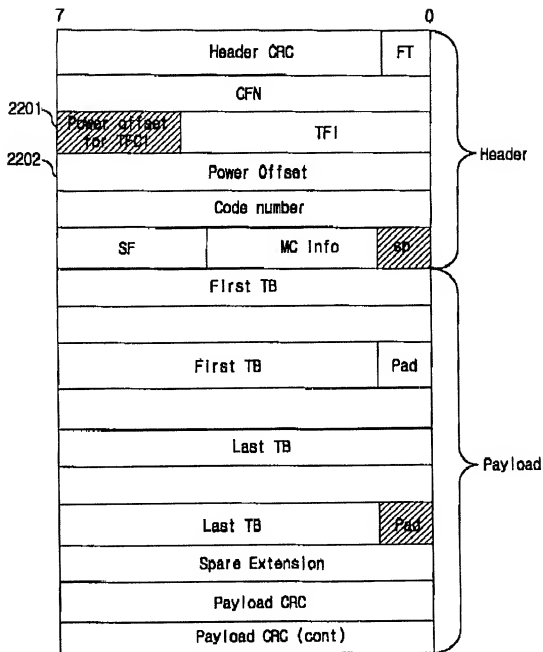 7 0
Header CRC FT
CFN
2201
Power offset
for TFCI
TFI
2202
Power Offset
Header
Code number
SF MC Info sp
First TB
First TB Pad
Last TB
Payload
Last TB Pad
Spare Extension
Payload CRC
Payload CRC (cont)